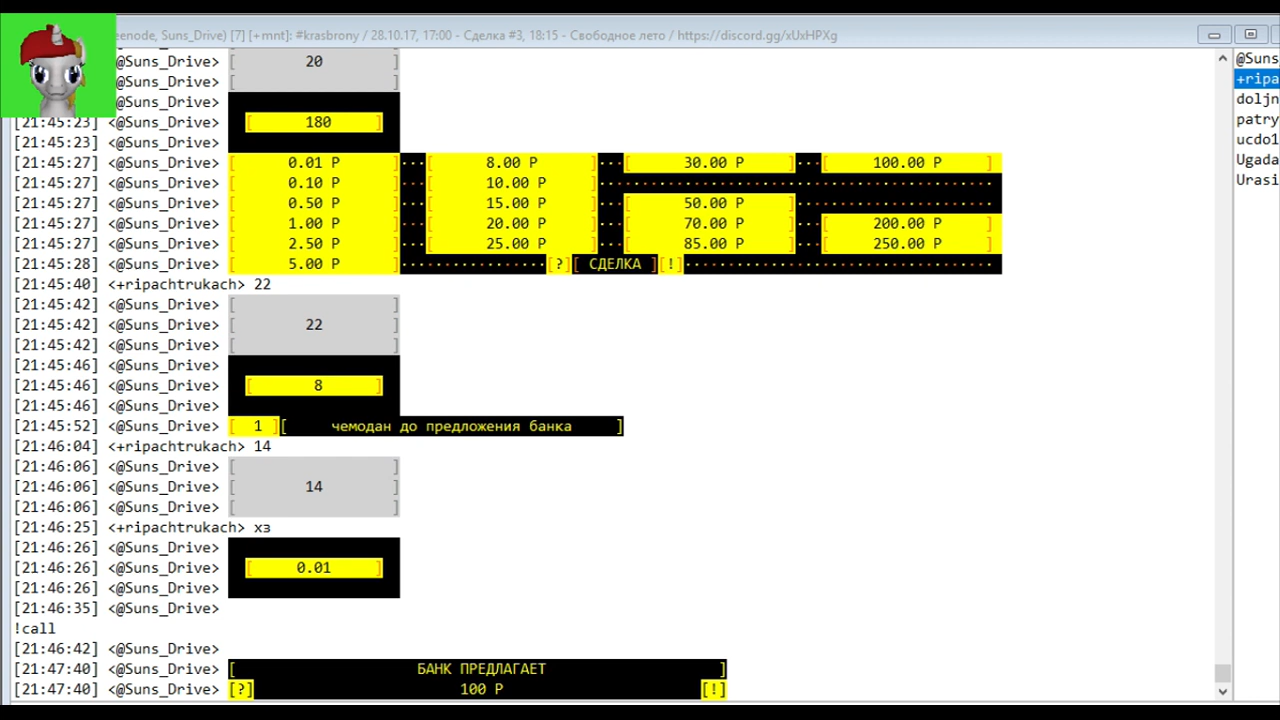 eenode, Suns_Drive) [7] [+mnt]: #krasbrony / 28.10.17, 17:00 - Сделка #3, 18:15 - Свободное лето / https://discord.gg/xUxHPXg
@Suns_Drive> [ 20 ]
@Suns_Drive> [ ]
@Suns_Drive>
[21:45:23] <@Suns_Drive> [ 180 ]
[21:45:23] <@Suns_Drive>
[21:45:27] <@Suns_Drive> [ 0.01 Р ]···[ 8.00 Р ]···[ 30.00 Р ]···[ 100.00 Р ]
[21:45:27] <@Suns_Drive> [ 0.10 Р ]···[ 10.00 Р ]
[21:45:27] <@Suns_Drive> [ 0.50 Р ]···[ 15.00 Р ]···[ 50.00 Р ]
[21:45:27] <@Suns_Drive> [ 1.00 Р ]···[ 20.00 Р ]···[ 70.00 Р ]···[ 200.00 Р ]
[21:45:27] <@Suns_Drive> [ 2.50 Р ]···[ 25.00 Р ]···[ 85.00 Р ]···[ 250.00 Р ]
[21:45:28] <@Suns_Drive> [ 5.00 Р ] [?][ СДЕЛКА ][!]
[21:45:40] <+ripachtrukach> 22
[21:45:42] <@Suns_Drive> [ ]
[21:45:42] <@Suns_Drive> [ 22 ]
[21:45:42] <@Suns_Drive> [ ]
[21:45:46] <@Suns_Drive>
[21:45:46] <@Suns_Drive> [ 8 ]
[21:45:46] <@Suns_Drive>
[21:45:52] <@Suns_Drive> [ 1 ][ чемодан до предложения банка ]
[21:46:04] <+ripachtrukach> 14
[21:46:06] <@Suns_Drive> [ ]
[21:46:06] <@Suns_Drive> [ 14 ]
[21:46:06] <@Suns_Drive> [ ]
[21:46:25] <+ripachtrukach> хз
[21:46:26] <@Suns_Drive>
[21:46:26] <@Suns_Drive> [ 0.01 ]
[21:46:26] <@Suns_Drive>
[21:46:35] <@Suns_Drive>
!call
[21:46:42] <@Suns_Drive>
[21:47:40] <@Suns_Drive> [ БАНК ПРЕДЛАГАЕТ ]
[21:47:40] <@Suns_Drive> [?] 100 Р [!]
@Suns
+ripa
doljn
patry
ucdo1
Ugada
Urasi